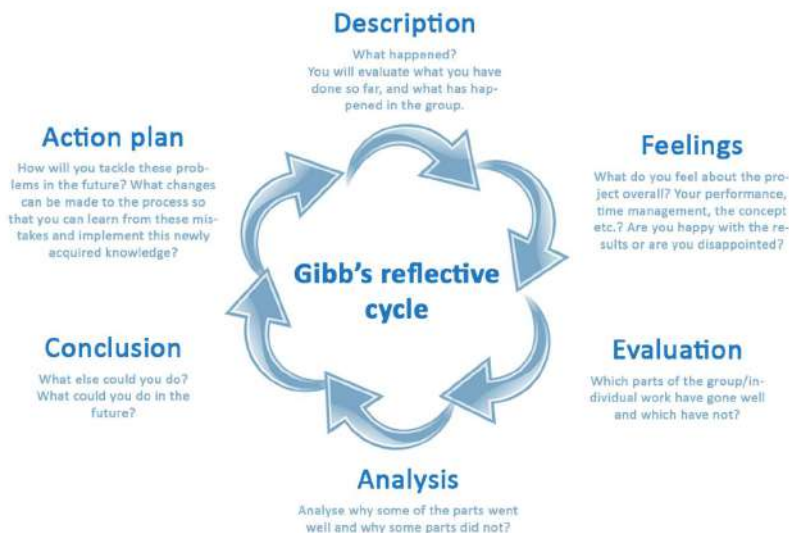 Description
What happened?
You will evaluate what you have
done so far, and what has hap-
pened in the group.
Feelings
What do you feel about the pro-
ject overall? Your performance,
time management, the concept
etc.? Are you happy with the re-
sults or are you disappointed?
Evaluation
Which parts of the group/in-
dividual work have gone well
and which have not?
Analysis
Analyse why some of the parts went
well and why some parts did not?
Conclusion
What else could you do?
What could you do in the
future?
Action plan
How will you tackle these prob-
lems in the future? What changes
can be made to the process so
that you can learn from these mis-
takes and implement this newly
acquired knowledge?
Gibb's reflective
cycle